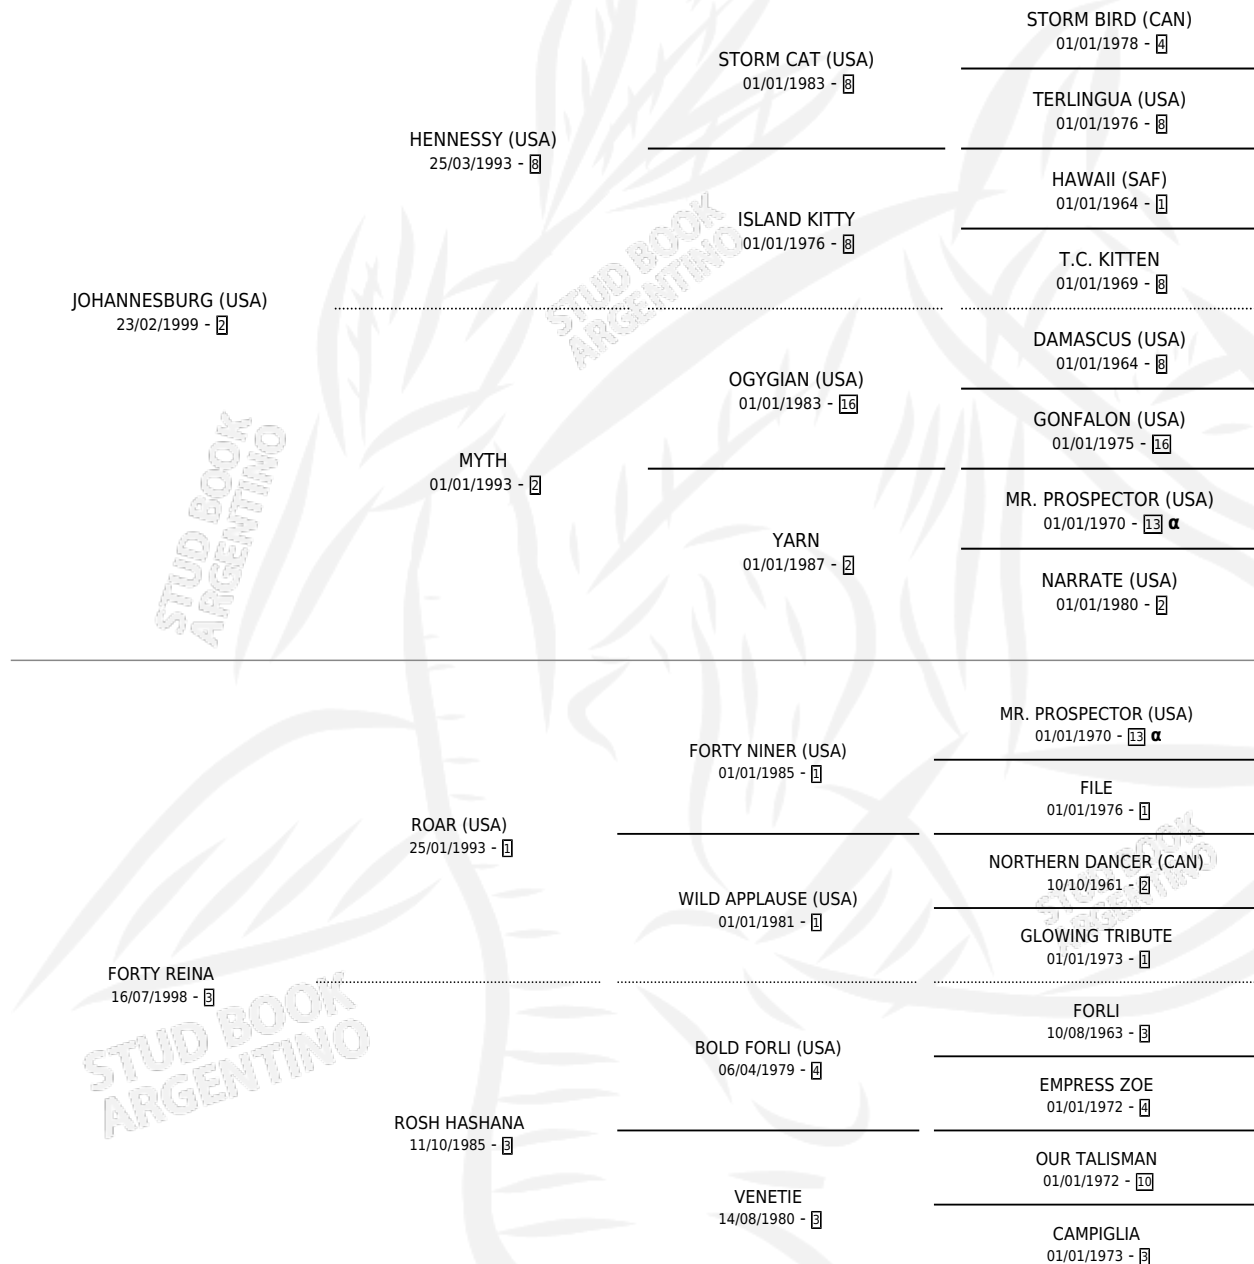 STORM BIRD (CAN)
01/01/1978 - 4
STORM CAT (USA)
01/01/1983 - 8
TERLINGUA (USA)
01/01/1976 - 8
HENNESSY (USA)
25/03/1993 - 8
HAWAII (SAF)
01/01/1964 - 1
ISLAND KITTY
01/01/1976 - 8
T.C. KITTEN
01/01/1969 - 8
JOHANNESBURG (USA)
23/02/1999 - 2
DAMASCUS (USA)
01/01/1964 - 8
OGYGIAN (USA)
01/01/1983 - 16
GONFALON (USA)
01/01/1975 - 16
MYTH
01/01/1993 - 2
MR. PROSPECTOR (USA)
01/01/1970 - 13 α
YARN
01/01/1987 - 2
NARRATE (USA)
01/01/1980 - 2
MR. PROSPECTOR (USA)
01/01/1970 - 13 α
FORTY NINER (USA)
01/01/1985 - 1
FILE
01/01/1976 - 1
ROAR (USA)
25/01/1993 - 1
NORTHERN DANCER (CAN)
10/10/1961 - 2
WILD APPLAUSE (USA)
01/01/1981 - 1
GLOWING TRIBUTE
01/01/1973 - 1
FORTY REINA
16/07/1998 - 3
FORLI
10/08/1963 - 3
BOLD FORLI (USA)
06/04/1979 - 4
EMPRESS ZOE
01/01/1972 - 4
ROSH HASHANA
11/10/1985 - 3
OUR TALISMAN
01/01/1972 - 10
VENETIE
14/08/1980 - 3
CAMPIGLIA
01/01/1973 - 3
STUD BOOK
ARGENTINO
STUD BOOK
ARGENTINO
STUD BOOK
ARGENTINO
STUD BOOK
ARGENTINO